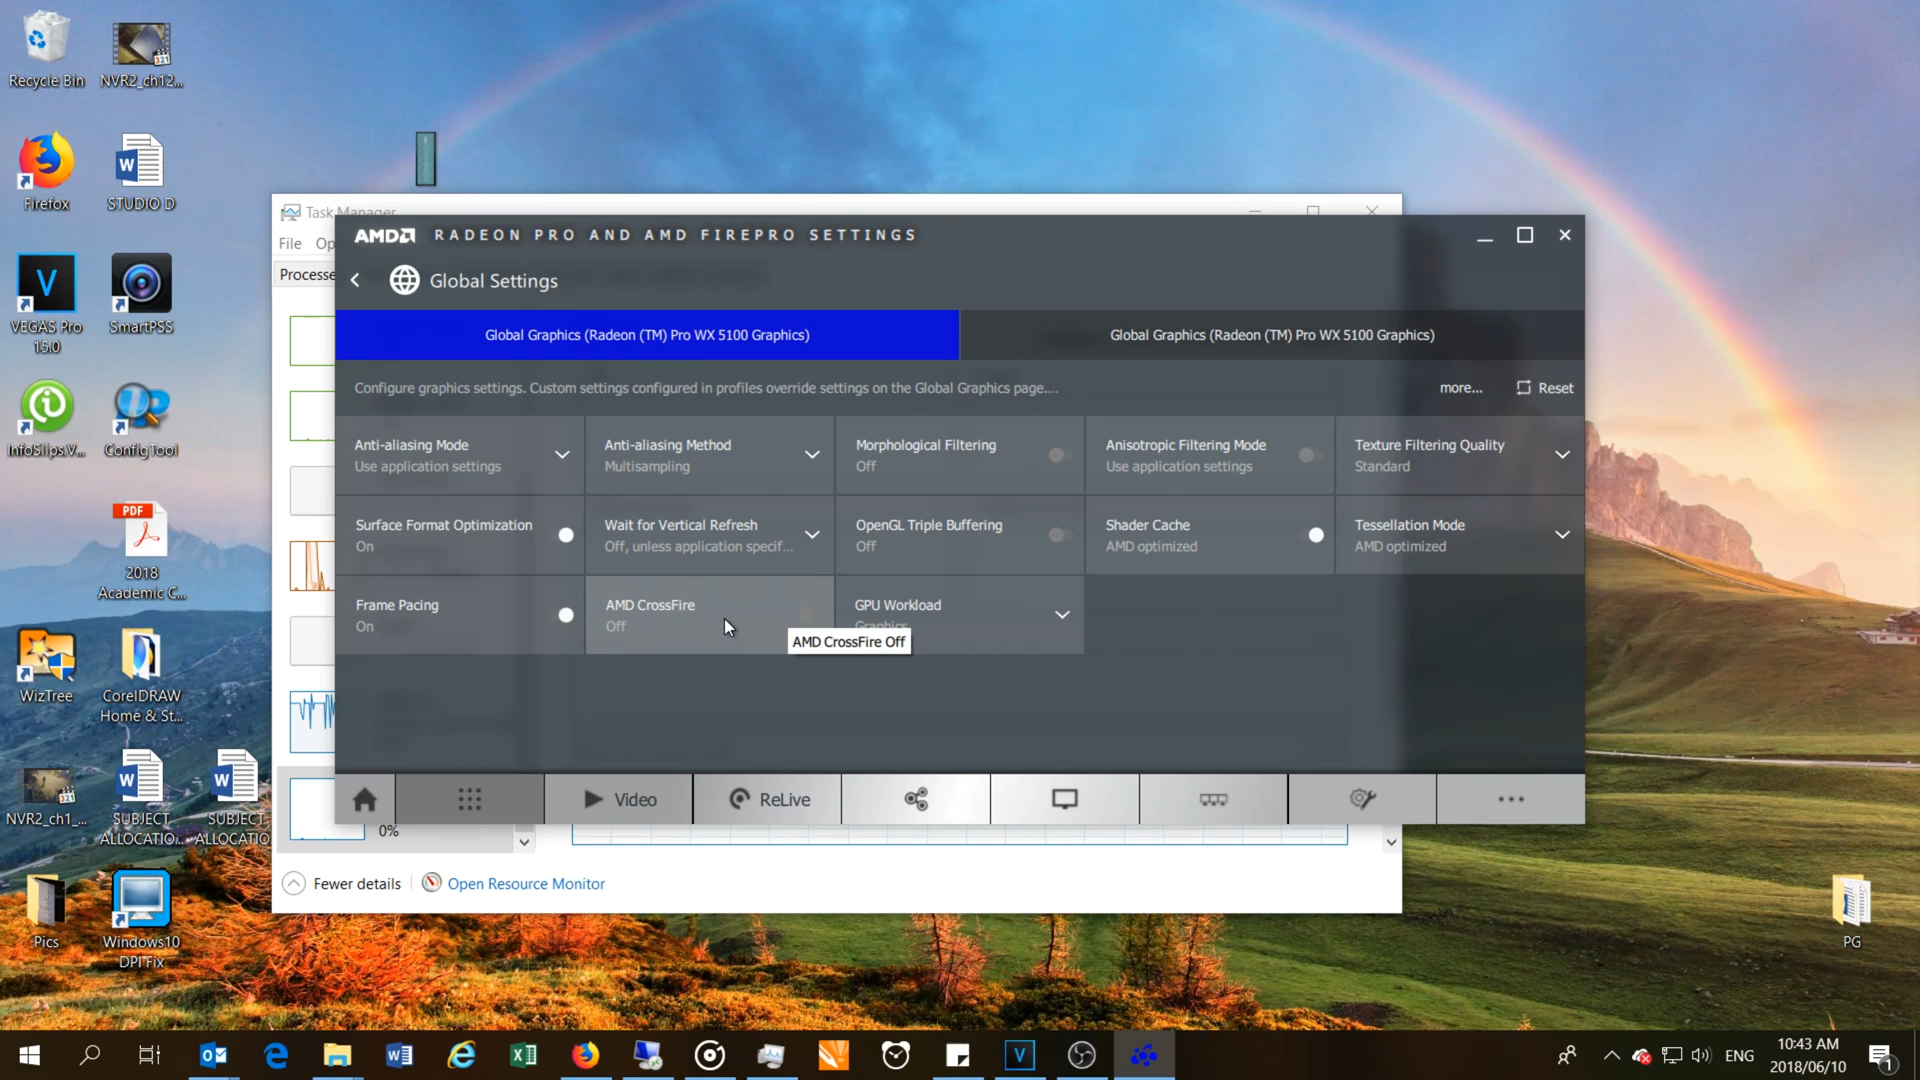 Recycle Bin
NVR2_ch12...
Firefox
STUDIO D
VEGAS Pro
15.0
SmartPSS
InfoSlips.V...
ConfigTool
PDF
2018
Academic C...
WizTree
CorelDRAW
Home & St...
NVR2_ch1_...
SUBJECT
ALLOCATIO...
SUBJECT
ALLOCATIO
Pics
Windows10
DPI Fix
PG
Task Manager
File Op
Processe
AMD RADEON PRO AND AMD FIREPRO SETTINGS
Global Settings
Global Graphics (Radeon (TM) Pro WX 5100 Graphics)
Global Graphics (Radeon (TM) Pro WX 5100 Graphics)
Configure graphics settings. Custom settings configured in profiles override settings on the Global Graphics page....
more...
Reset
Anti-aliasing Mode
Use application settings
Anti-aliasing Method
Multisampling
Morphological Filtering
Off
Anisotropic Filtering Mode
Use application settings
Texture Filtering Quality
Standard
Surface Format Optimization
On
Wait for Vertical Refresh
Off, unless application specif...
OpenGL Triple Buffering
Off
Shader Cache
AMD optimized
Tessellation Mode
AMD optimized
Frame Pacing
On
AMD CrossFire
Off
GPU Workload
Graphics
AMD CrossFire Off
Video
ReLive
0%
Fewer details
Open Resource Monitor
ENG
10:43 AM
2018/06/10
1